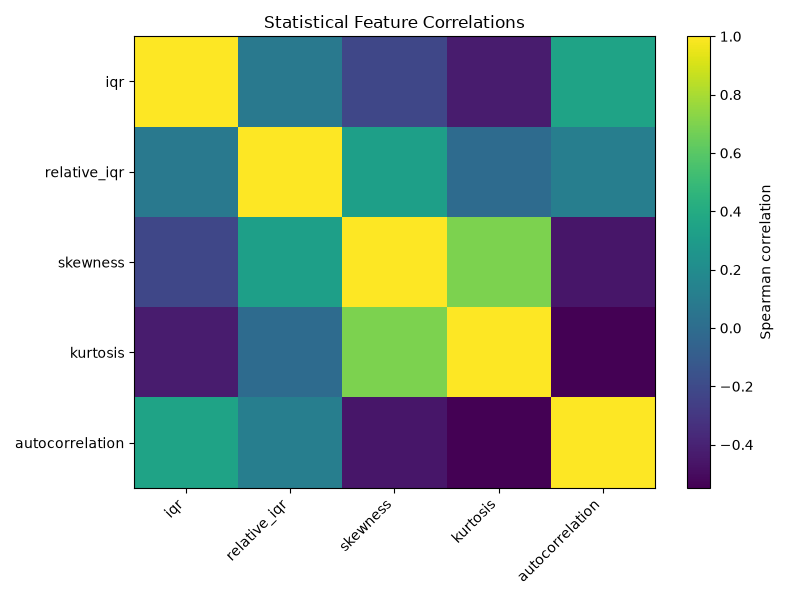 Statistical Feature Correlations
iqr
relative_iqr
skewness
kurtosis
autocorrelation
iqr
relative_iqr
skewness
kurtosis
autocorrelation
1.0
0.8
0.6
0.4
0.2
0.0
−0.2
−0.4
Spearman correlation